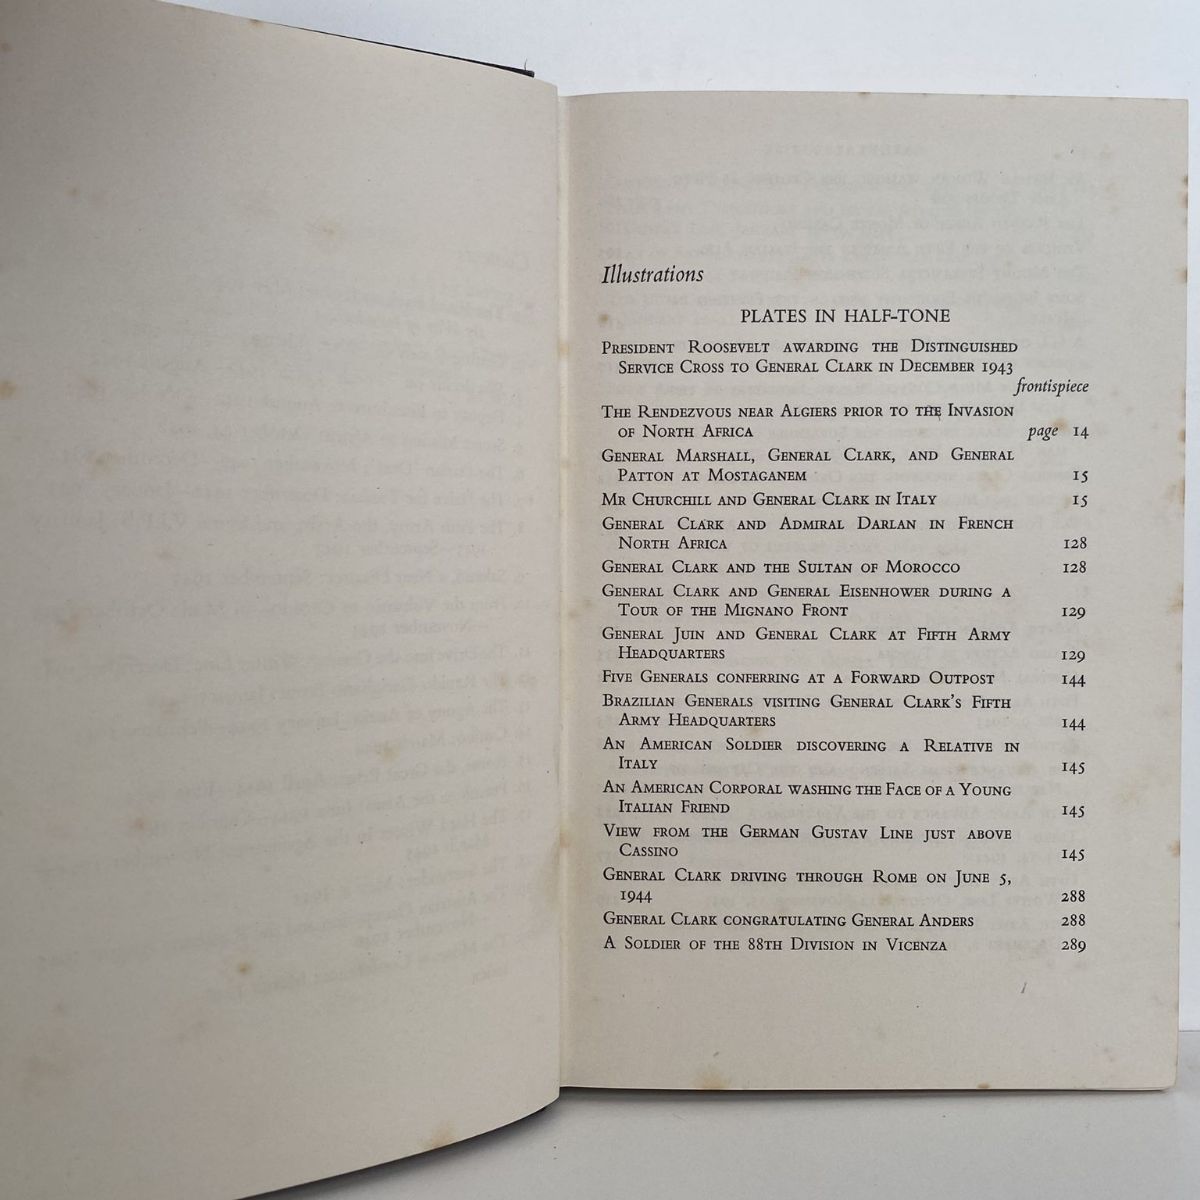 Illustrations
PLATES IN HALF-TONE
President Roosevelt awarding the Distinguished
Service Cross to General Clark in December 1943
frontispiece
The Rendezvous near Algiers prior to the Invasion
of North Africa page 14
General Marshall, General Clark, and General
Patton at Mostaganem 15
Mr Churchill and General Clark in Italy 15
General Clark and Admiral Darlan in French
North Africa 128
General Clark and the Sultan of Morocco 128
General Clark and General Eisenhower during a
Tour of the Mignano Front 129
General Juin and General Clark at Fifth Army
Headquarters 129
Five Generals conferring at a Forward Outpost 144
Brazilian Generals visiting General Clark's Fifth
Army Headquarters 144
An American Soldier discovering a Relative in
Italy 145
An American Corporal washing the Face of a Young
Italian Friend 145
View from the German Gustav Line just above
Cassino 145
General Clark driving through Rome on June 5,
1944 288
General Clark congratulating General Anders 288
A Soldier of the 88th Division in Vicenza 289